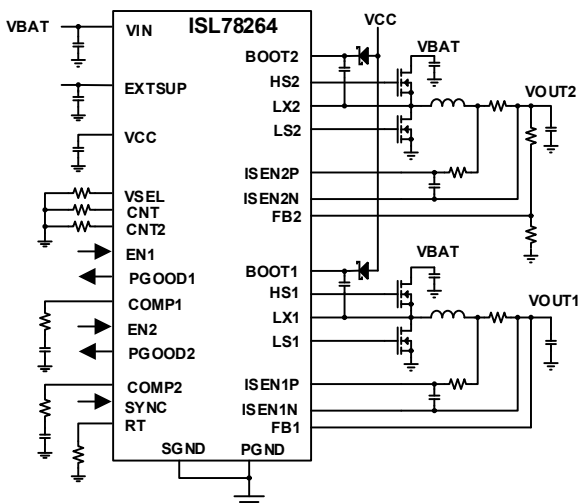 ISL78264
VCC
VBAT
VIN
BOOT2
VBAT
EXTSUP
HS2
LX2
VOUT2
VCC
LS2
ISEN2P
VSEL
ISEN2N
CNT
FB2
CNT2
EN1
VBAT
PGOOD1
BOOT1
COMP1
HS1
VOUT1
EN2
LX1
PGOOD2
LS1
COMP2
ISEN1P
SYNC
ISEN1N
RT
FB1
SGND
PGND